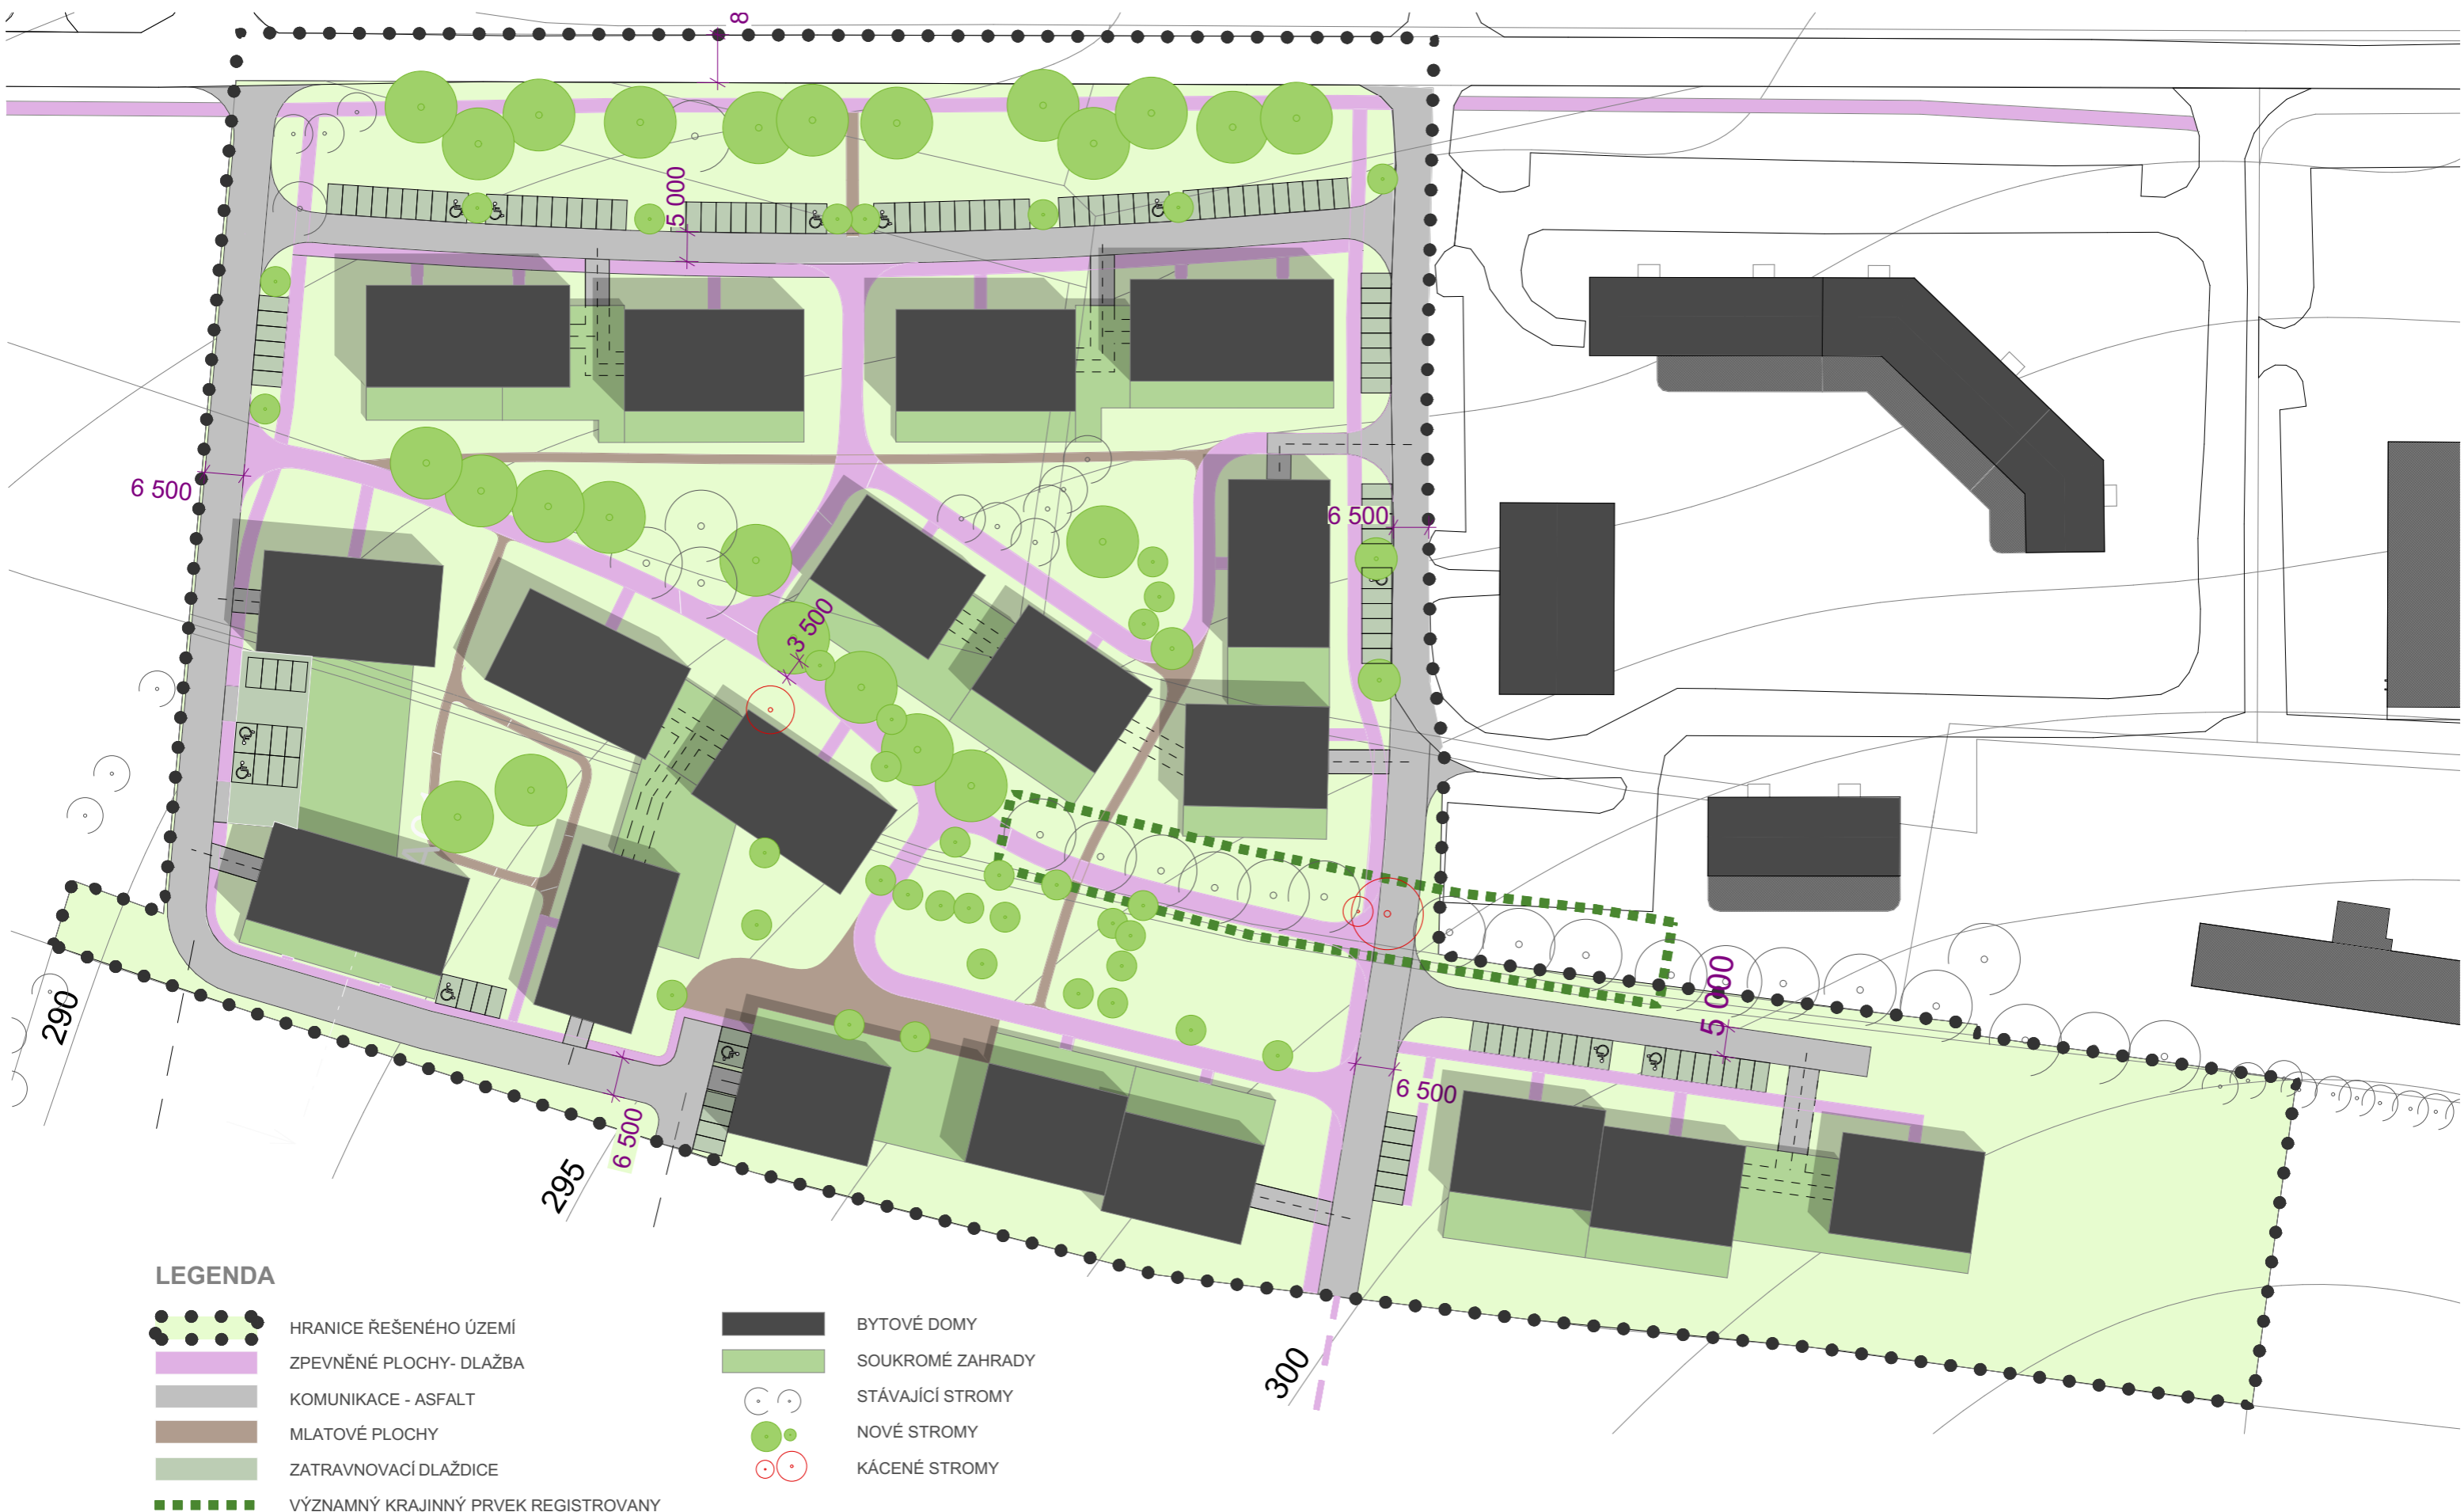 8
5 000
6 500
6 500
3 500
5 000
290
6 500
295
6 500
300
LEGENDA
HRANICE ŘEŠENÉHO ÚZEMÍ
ZPEVNĚNÉ PLOCHY- DLAŽBA
KOMUNIKACE - ASFALT
MLATOVÉ PLOCHY
ZATRAVNOVACÍ DLAŽDICE
VÝZNAMNÝ KRAJINNÝ PRVEK REGISTROVANY
BYTOVÉ DOMY
SOUKROMÉ ZAHRADY
STÁVAJÍCÍ STROMY
NOVÉ STROMY
KÁCENÉ STROMY